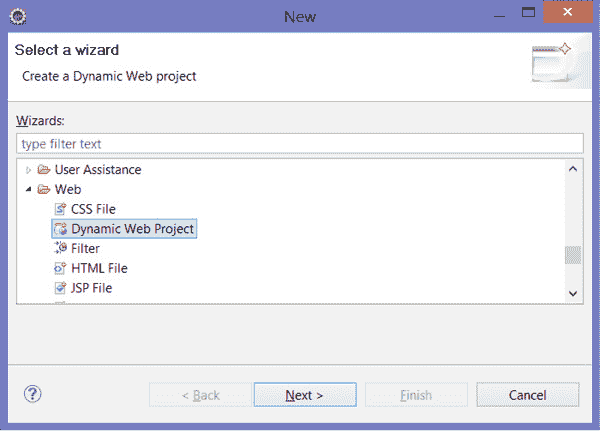 New
Select a wizard
Create a Dynamic Web project
Wizards:
type filter text
User Assistance
Web
CSS File
Dynamic Web Project
Filter
HTML File
JSP File
? < Back Next > Finish Cancel